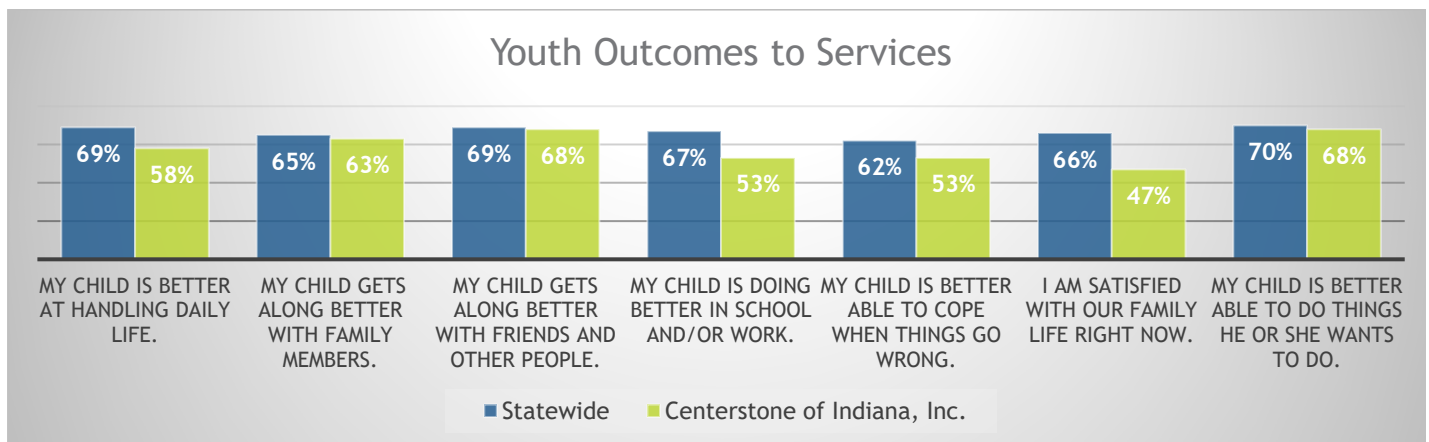 Youth Outcomes to Services
69%
58%
65%
63%
69%
68%
67%
53%
62%
53%
66%
47%
70%
68%
MY CHILD IS BETTER
AT HANDLING DAILY
LIFE.
MY CHILD GETS
ALONG BETTER
WITH FAMILY
MEMBERS.
MY CHILD GETS
ALONG BETTER
WITH FRIENDS AND
OTHER PEOPLE.
MY CHILD IS DOING
BETTER IN SCHOOL
AND/OR WORK.
MY CHILD IS BETTER
ABLE TO COPE
WHEN THINGS GO
WRONG.
I AM SATISFIED
WITH OUR FAMILY
LIFE RIGHT NOW.
MY CHILD IS BETTER
ABLE TO DO THINGS
HE OR SHE WANTS
TO DO.
Statewide
Centerstone of Indiana, Inc.